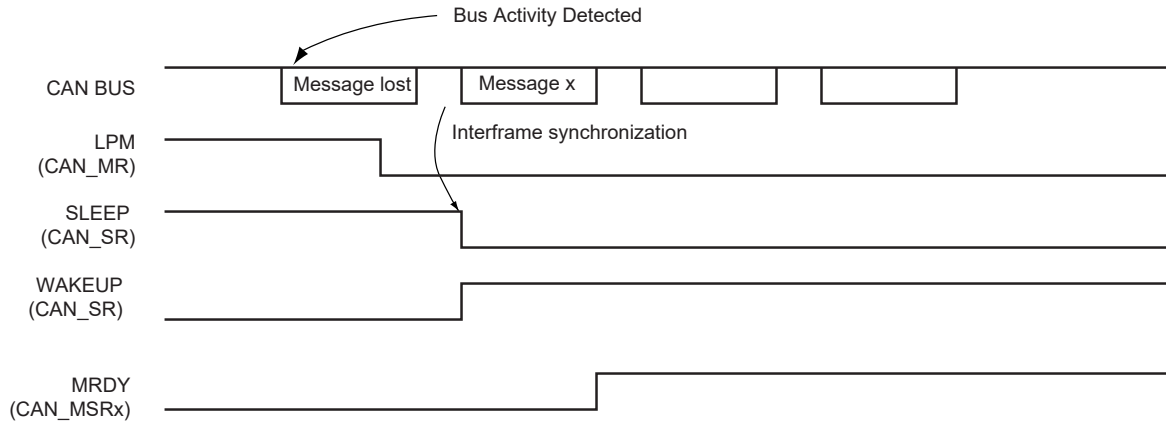 Bus Activity Detected
CAN BUS
Message lost
Message x
Interframe synchronization
LPM
(CAN_MR)
SLEEP
(CAN_SR)
WAKEUP
(CAN_SR)
MRDY
(CAN_MSRx)